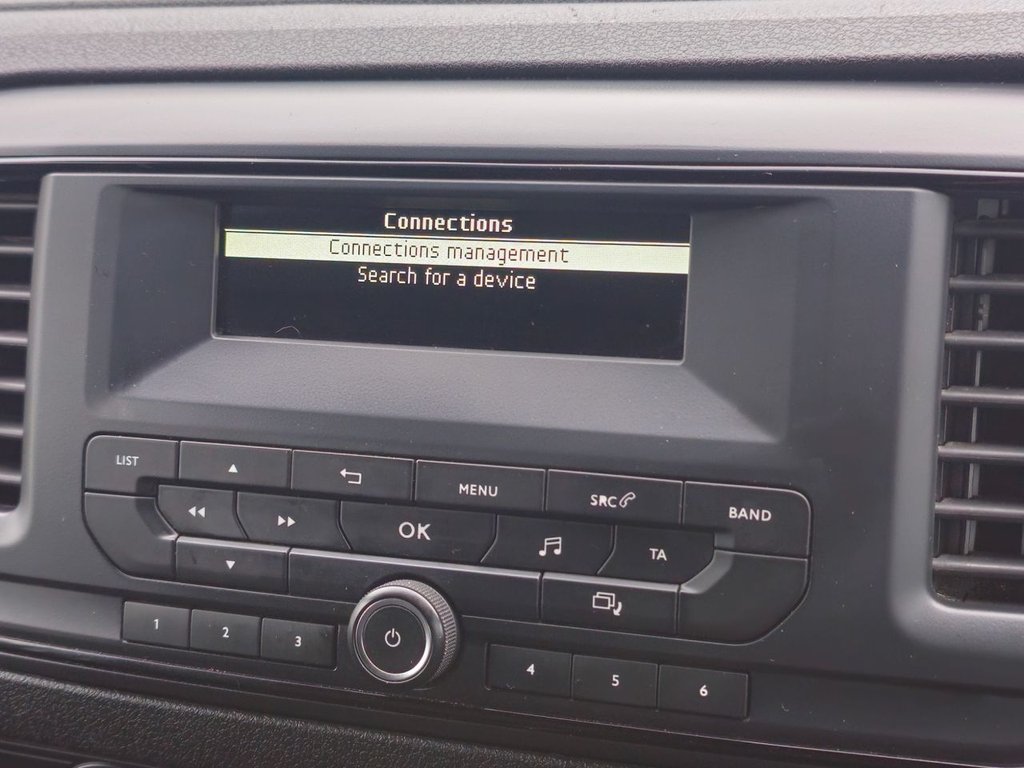 Connections
Connections management
Search for a device
LIST
MENU
SRC
BAND
OK
TA
1
2
3
4
5
6